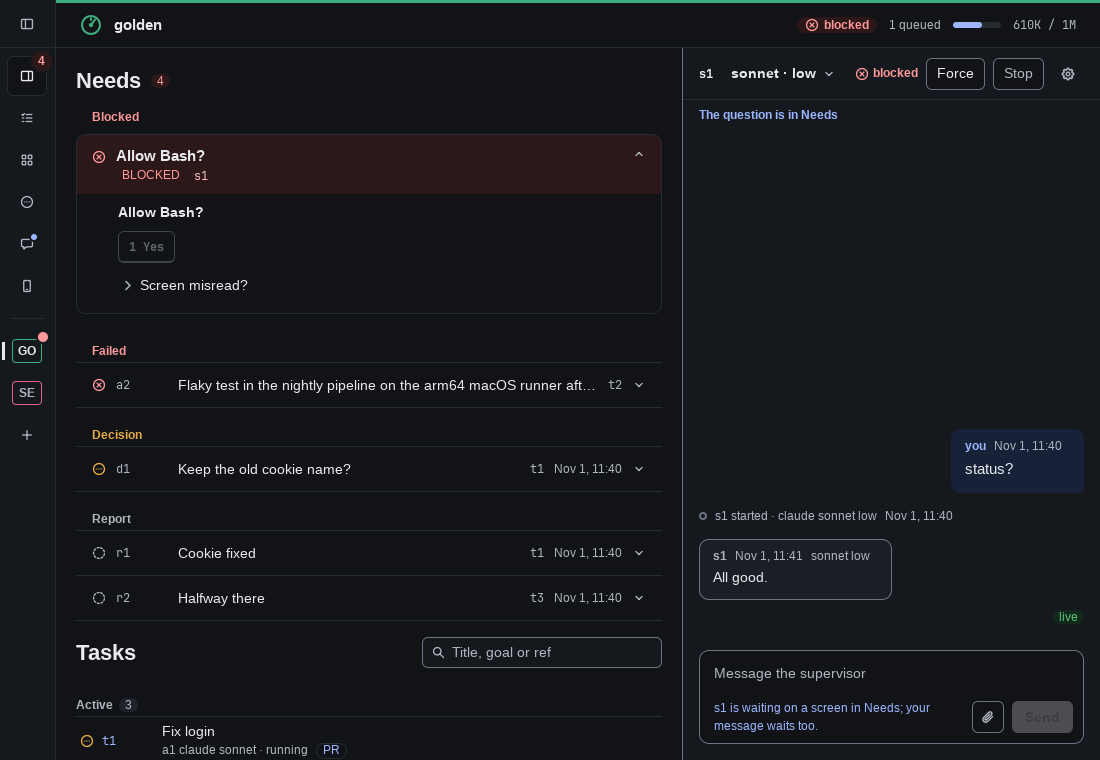 golden
blocked
1 queued
610K / 1M
4
GO
SE
Needs 4
Blocked
Allow Bash?
BLOCKED s1
Allow Bash?
1 Yes
Screen misread?
Failed
a2 Flaky test in the nightly pipeline on the arm64 macOS runner aft… t2
Decision
d1 Keep the old cookie name? t1 Nov 1, 11:40
Report
r1 Cookie fixed t1 Nov 1, 11:40
r2 Halfway there t3 Nov 1, 11:40
Tasks
Title, goal or ref
Active 3
Fix login
t1
a1 claude sonnet · running PR
s1 sonnet · low blocked Force Stop
The question is in Needs
you Nov 1, 11:40
status?
s1 started · claude sonnet low Nov 1, 11:40
s1 Nov 1, 11:41 sonnet low
All good.
live
Message the supervisor
s1 is waiting on a screen in Needs; your
message waits too.
Send